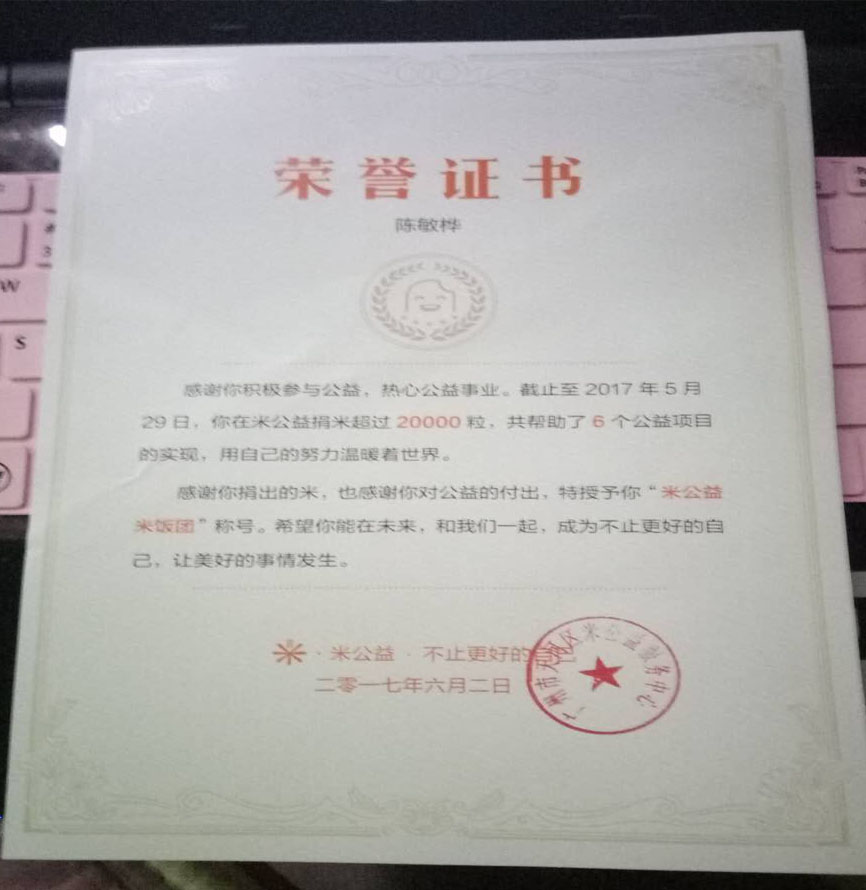 荣誉证书
陈敏桦
感谢你积极参与公益，热心公益事业。截止至 2017 年 5 月
29 日，你在米公益捐米超过 20000 粒，共帮助了 6 个公益项目
的实现，用自己的努力温暖着世界。
感谢你捐出的米，也感谢你对公益的付出，特授予你“米公益
米饭团”称号。希望你能在未来，和我们一起，成为不止更好的自
己，让美好的事情发生。
· 米公益 · 不止更好的
二零一七年六月二日
广州市天河区米公益服务中心
W
S
3